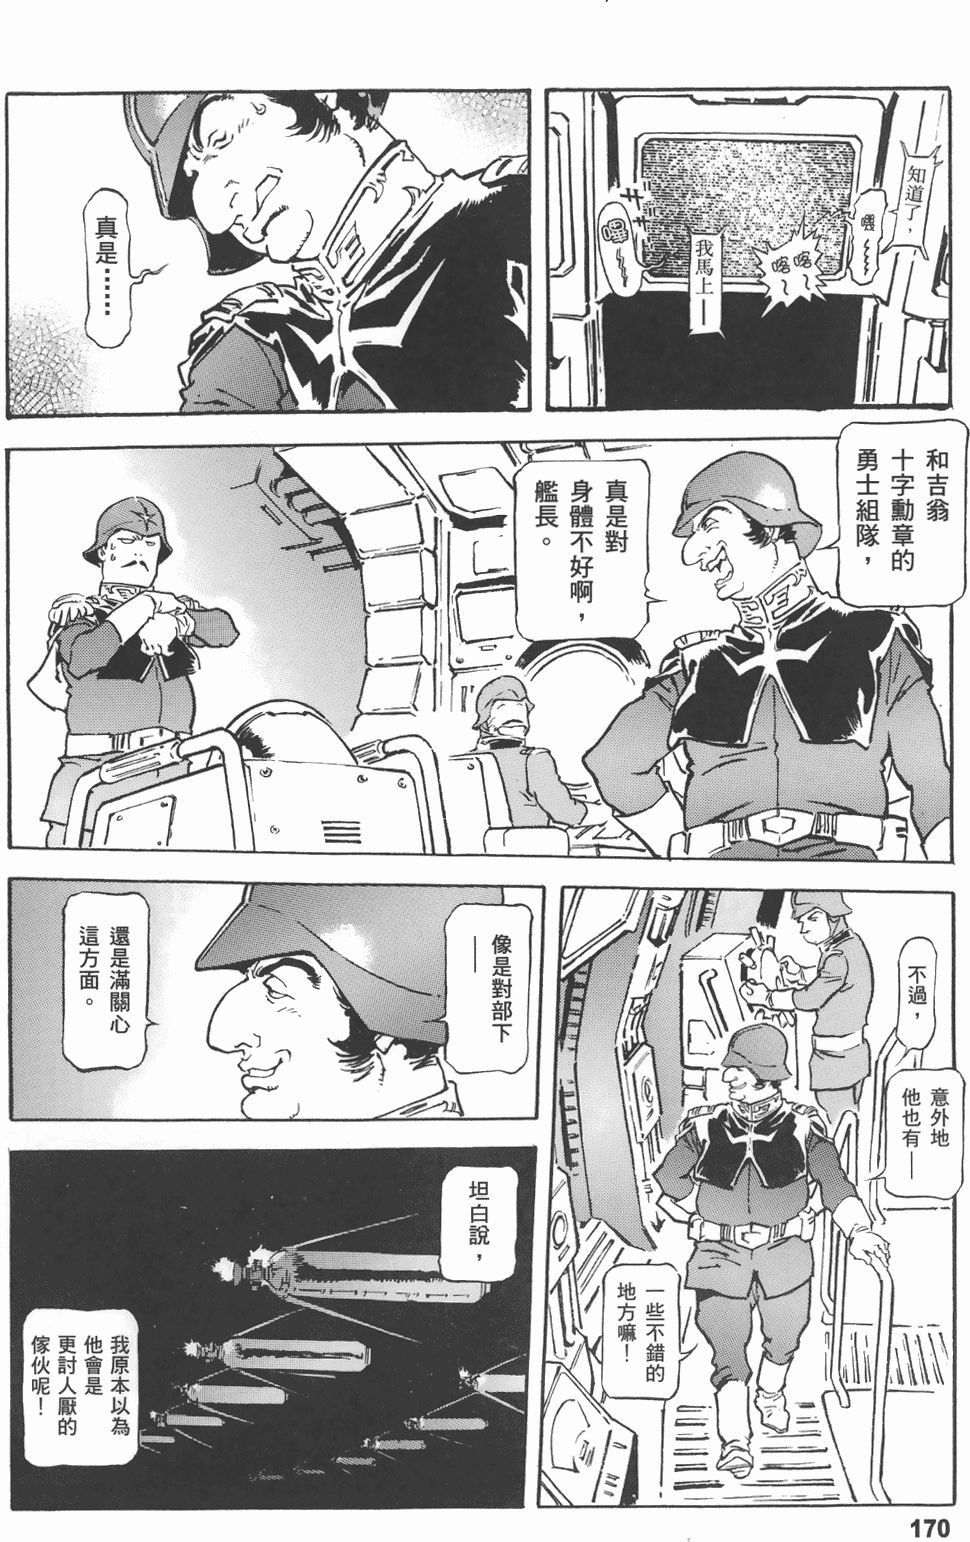 知道了，
嘿～
喀喀～～
我馬上—
嗶～～
真是……
和吉翁
十字勳章的
勇士組隊，
真是對
身體不好啊，
艦長。
不過，
意外地
他也有—
一些不錯的
地方嘛！
像是對部下
—
還是滿關心
這方面。
坦白說，
我原本以為
他會是
更討人厭的
傢伙呢！
170